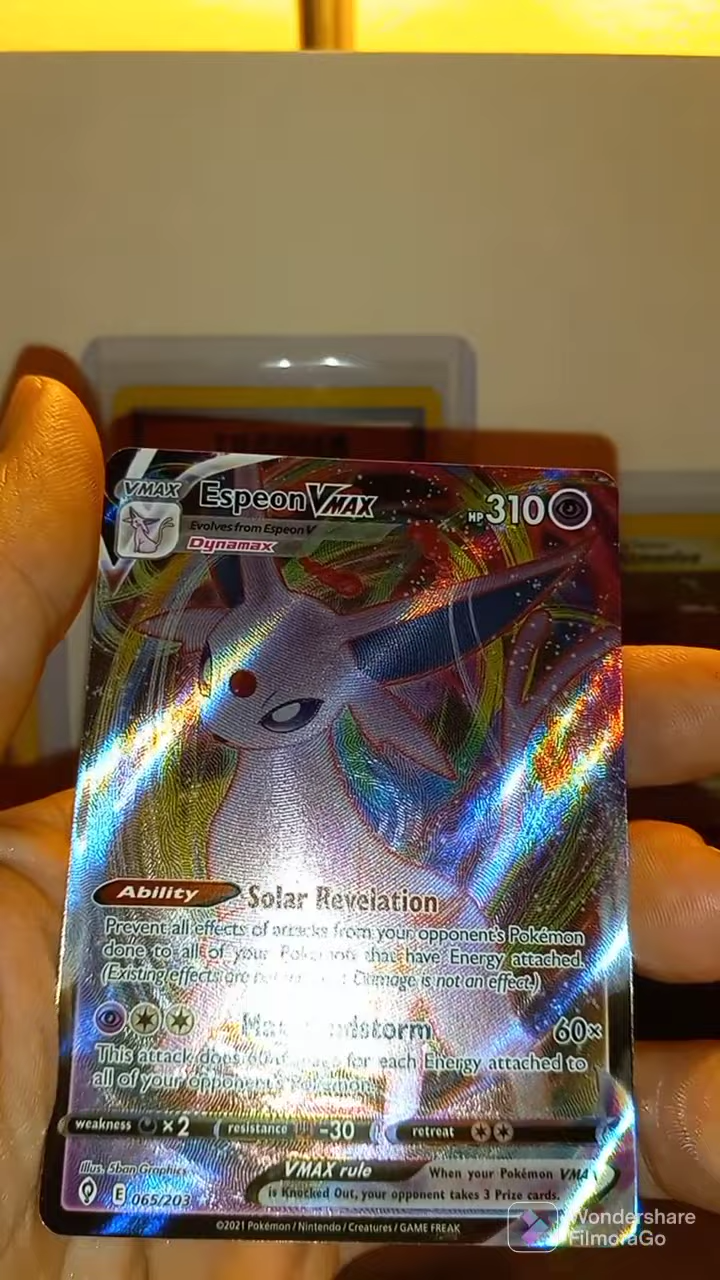 TRAINER
VMAX
Espeon VMAX
HP 310
Evolves from Espeon V
Dynamax
Ability Solar Revelation
Prevent all effects of attacks from your opponent's Pokémon
done to all of your Pokémon that have Energy attached.
(Existing effects are not Damage is not an effect.)
Ma ndstorm 60×
This attack does for each Energy attached to
all of your opponent's Pokémon.
weakness ×2 resistance -30 retreat
Illus. 5ban Graphics
VMAX rule When your Pokémon VMAX
is Knocked Out, your opponent takes 3 Prize cards.
E 065/203
©2021 Pokémon / Nintendo / Creatures / GAME FREAK
Wondershare
FilmoraGo